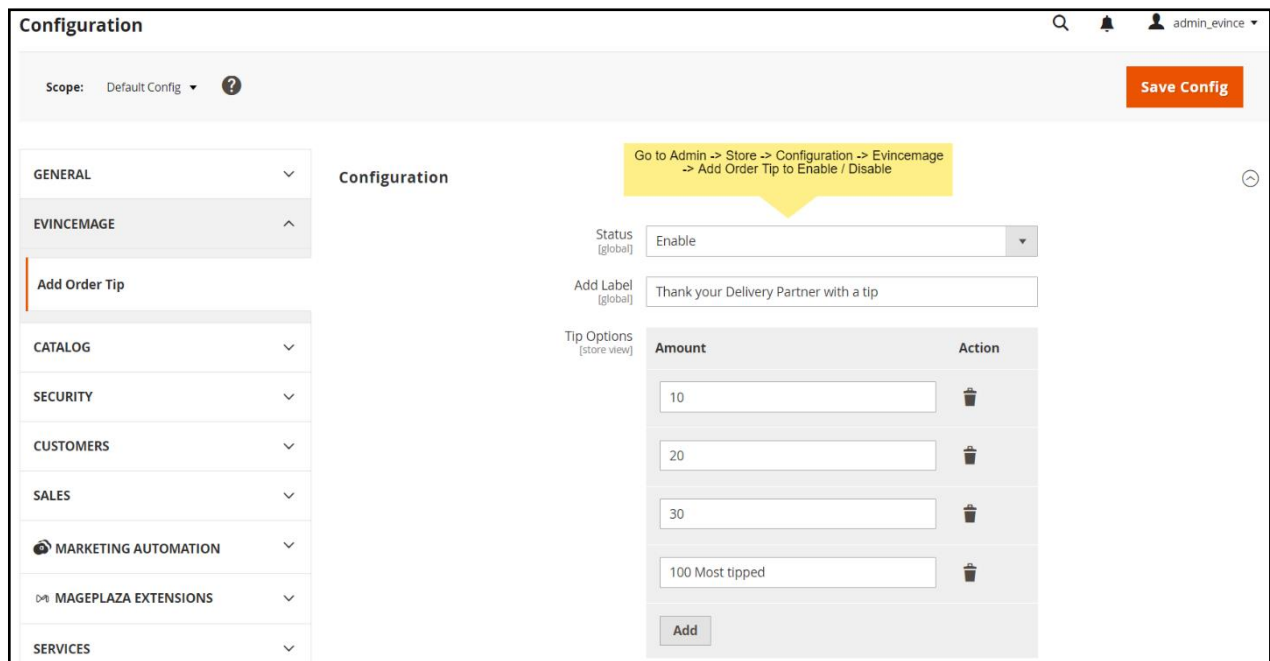 Configuration
admin_evince
Scope: Default Config ?
Save Config
Go to Admin -> Store -> Configuration -> Evincemage
-> Add Order Tip to Enable / Disable
GENERAL
EVINCEMAGE
Add Order Tip
CATALOG
SECURITY
CUSTOMERS
SALES
MARKETING AUTOMATION
MAGEPLAZA EXTENSIONS
SERVICES
Configuration
Status
[global]
Enable
Add Label
[global]
Thank your Delivery Partner with a tip
Tip Options
[store view]
Amount Action
10
20
30
100 Most tipped
Add